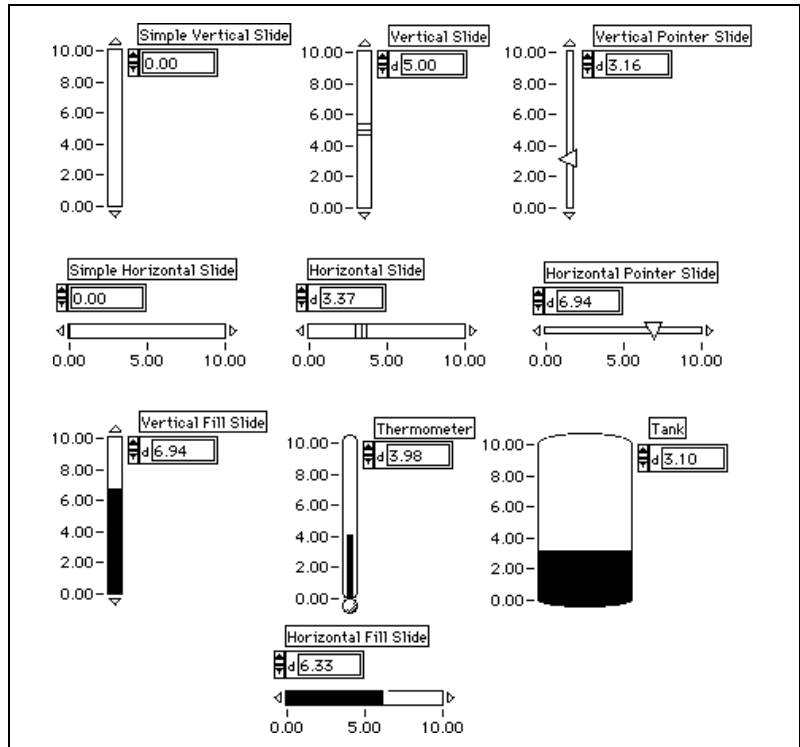 Simple Vertical Slide
0.00
10.00
8.00
6.00
4.00
2.00
0.00
Vertical Slide
d 5.00
10.00
8.00
6.00
4.00
2.00
0.00
Vertical Pointer Slide
d 3.16
10.00
8.00
6.00
4.00
2.00
0.00
Simple Horizontal Slide
0.00
0.00 5.00 10.00
Horizontal Slide
d 3.37
0.00 5.00 10.00
Horizontal Pointer Slide
d 6.94
0.00 5.00 10.00
Vertical Fill Slide
d 6.94
10.00
8.00
6.00
4.00
2.00
0.00
Thermometer
d 3.98
10.00
8.00
6.00
4.00
2.00
0.00
Tank
d 3.10
10.00
8.00
6.00
4.00
2.00
0.00
Horizontal Fill Slide
d 6.33
0.00 5.00 10.00